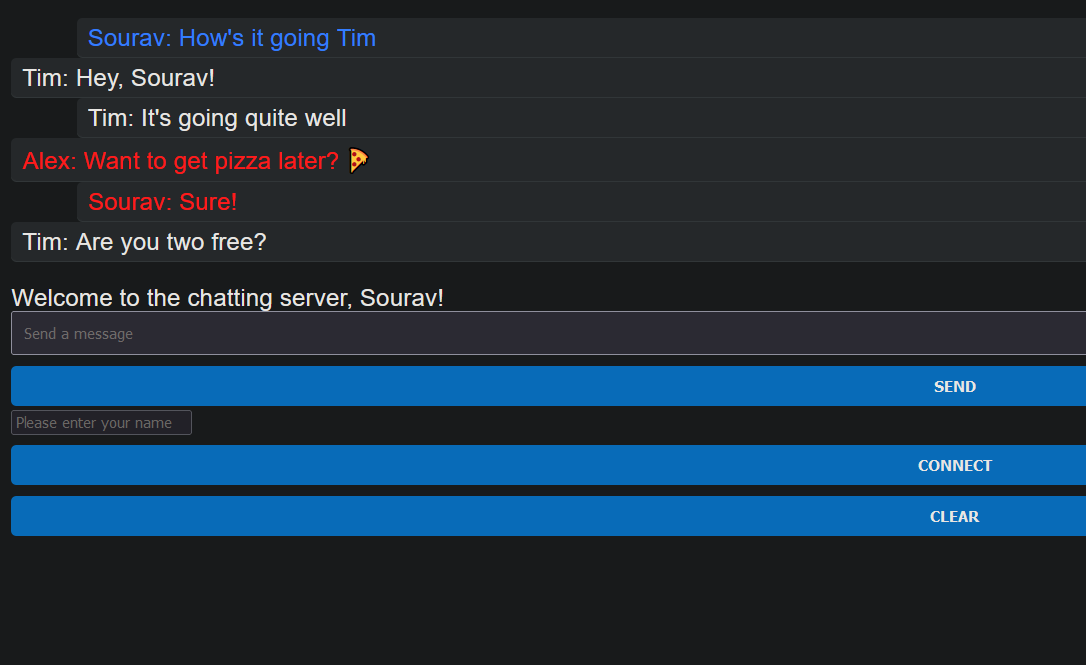 Sourav: How's it going Tim
Tim: Hey, Sourav!
Tim: It's going quite well
Alex: Want to get pizza later? 🍕
Sourav: Sure!
Tim: Are you two free?
Welcome to the chatting server, Sourav!
Send a message
SEND
Please enter your name
CONNECT
CLEAR